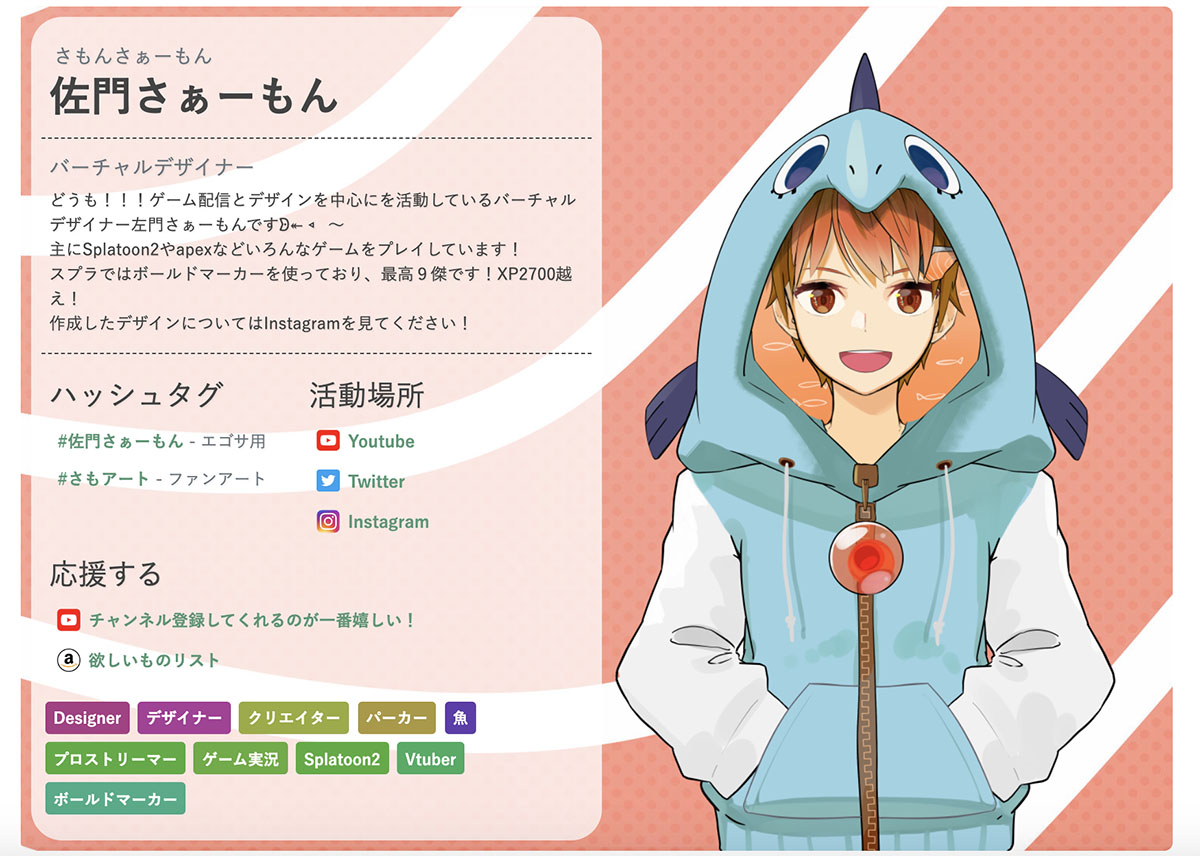 さもんさぁーもん
佐門さぁーもん
バーチャルデザイナー
どうも！！！ゲーム配信とデザインを中心にを活動しているバーチャル
デザイナー左門さぁーもんですᗪ⋞ ⃪ ～
主にSplatoon2やapexなどいろんなゲームをプレイしています！
スプラではボールドマーカーを使っており、最高９傑です！XP2700越
え！
作成したデザインについてはInstagramを見てください！
ハッシュタグ
#佐門さぁーもん - エゴサ用
#さもアート - ファンアート
活動場所
Youtube
Twitter
Instagram
応援する
チャンネル登録してくれるのが一番嬉しい！
a 欲しいものリスト
Designer デザイナー クリエイター パーカー 魚
プロストリーマー ゲーム実況 Splatoon2 Vtuber
ボールドマーカー